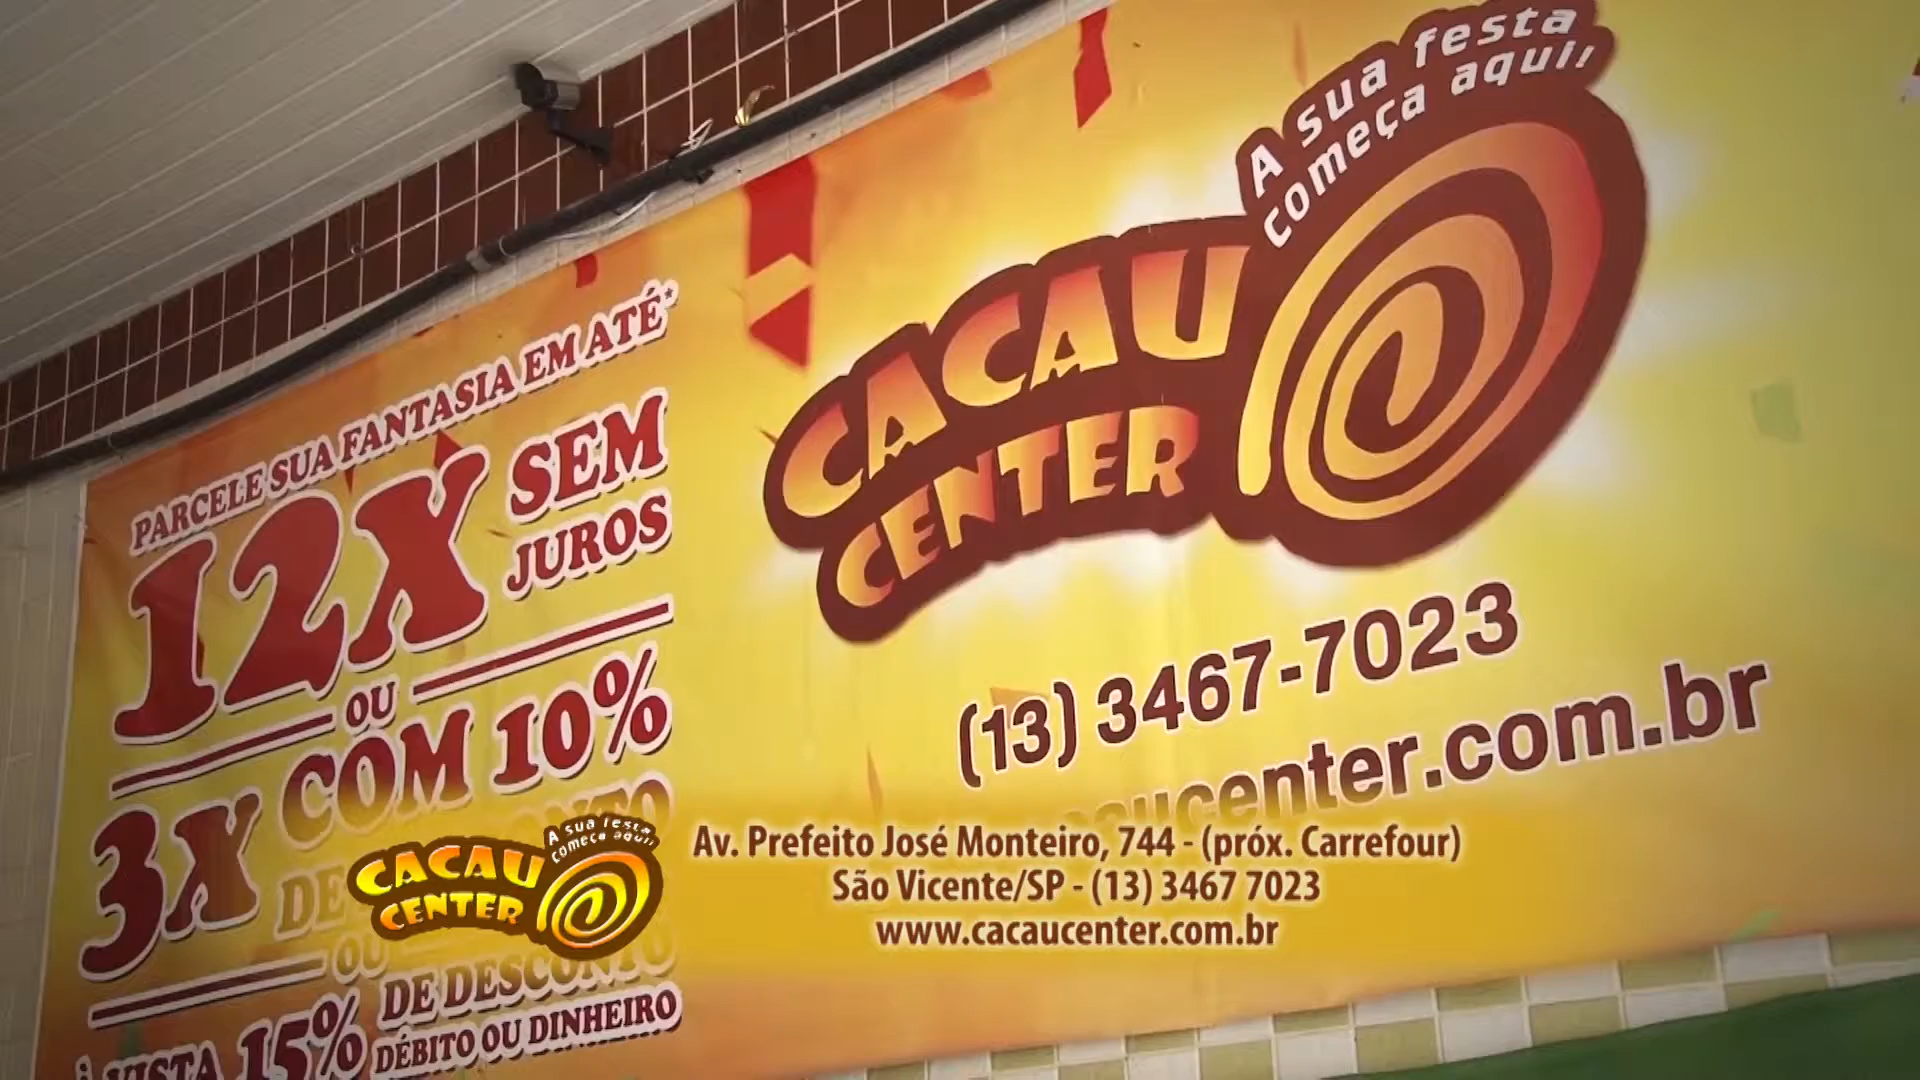 PARCELE SUA FANTASIA EM ATÉ*
12X SEM
JUROS
OU
3X COM 10%
DE DESCONTO
OU
À VISTA 15% DE DESCONTO
DÉBITO OU DINHEIRO
A sua festa
começa aqui!
CACAU
CENTER
(13) 3467-7023
cacaucenter.com.br
A sua festa
começa aqui!
CACAU
CENTER
Av. Prefeito José Monteiro, 744 - (próx. Carrefour)
São Vicente/SP - (13) 3467 7023
www.cacaucenter.com.br